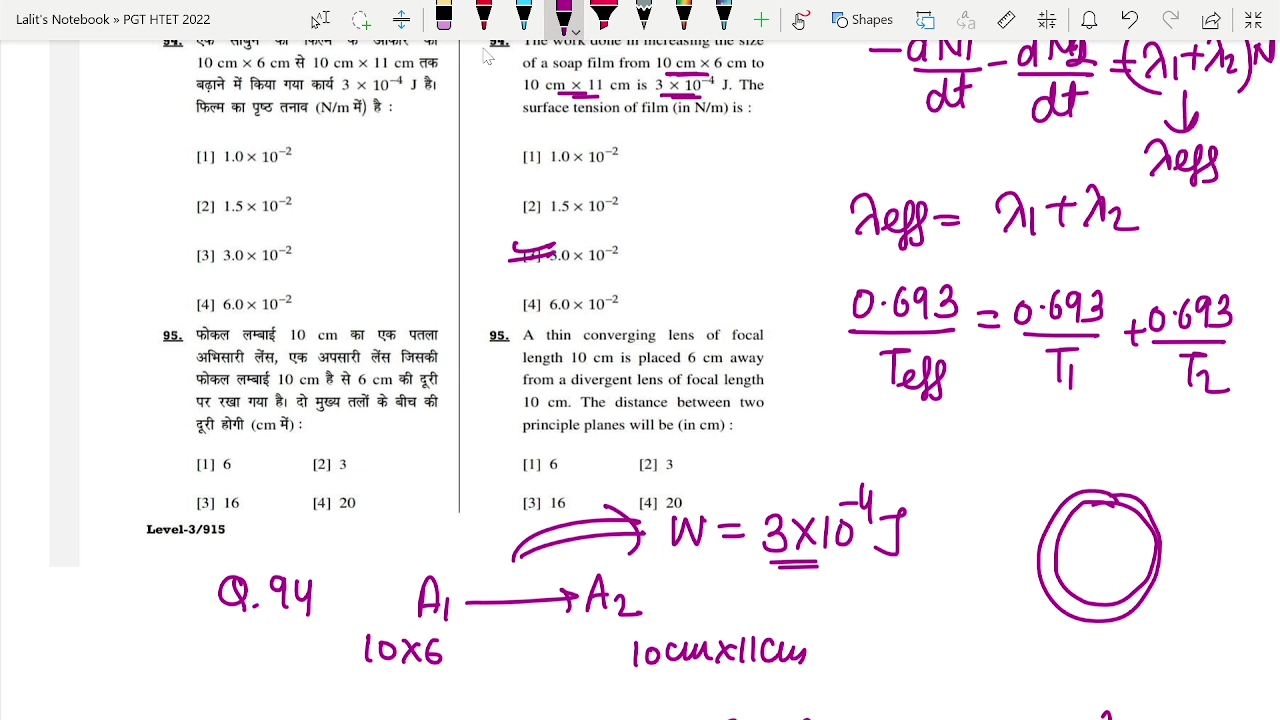 Lalit's Notebook » PGT HTET 2022
Shapes
94. एक साबुन की फिल्म के आकार को
10 cm × 6 cm से 10 cm × 11 cm तक
बढ़ाने में किया गया कार्य 3 × 10⁻⁴ J है।
फिल्म का पृष्ठ तनाव (N/m में) है :
[1] 1.0 × 10⁻²
[2] 1.5 × 10⁻²
[3] 3.0 × 10⁻²
[4] 6.0 × 10⁻²
95. फोकल लम्बाई 10 cm का एक पतला
अभिसारी लेंस, एक अपसारी लेंस जिसकी
फोकल लम्बाई 10 cm है से 6 cm की दूरी
पर रखा गया है। दो मुख्य तलों के बीच की
दूरी होगी (cm में) :
[1] 6 [2] 3
[3] 16 [4] 20
Level-3/915
94. The work done in increasing the size
of a soap film from 10 cm × 6 cm to
10 cm × 11 cm is 3 × 10⁻⁴ J. The
surface tension of film (in N/m) is :
[1] 1.0 × 10⁻²
[2] 1.5 × 10⁻²
[3] 3.0 × 10⁻²
[4] 6.0 × 10⁻²
95. A thin converging lens of focal
length 10 cm is placed 6 cm away
from a divergent lens of focal length
10 cm. The distance between two
principle planes will be (in cm) :
[1] 6 [2] 3
[3] 16 [4] 20
-dN1/dt - dN2/dt = (λ1+λ2)N
λeff
λeff = λ1+λ2
0.693/Teff = 0.693/T1 + 0.693/T2
W = 3×10⁻⁴ J
Q.94 A1 → A2
10×6 10cm×11cm